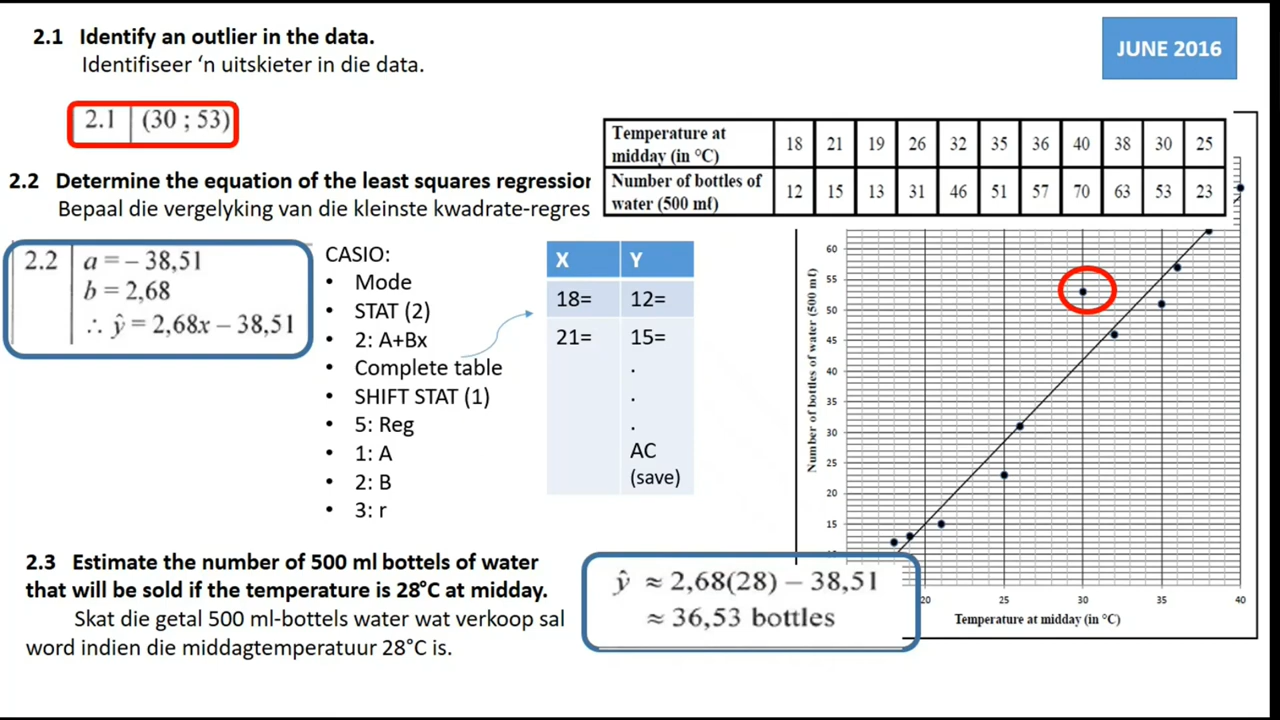 2.1 Identify an outlier in the data.
Identifiseer ‘n uitskieter in die data.
JUNE 2016
2.1 (30 ; 53)
Temperature at midday (in °C) 18 21 19 26 32 35 36 40 38 30 25
Number of bottles of water (500 mℓ) 12 15 13 31 46 51 57 70 63 53 23
2.2 Determine the equation of the least squares regression
Bepaal die vergelyking van die kleinste kwadrate-regres
2.2 a = – 38,51
b = 2,68
∴ ŷ = 2,68x – 38,51
CASIO:
• Mode
• STAT (2)
• 2: A+Bx
• Complete table
• SHIFT STAT (1)
• 5: Reg
• 1: A
• 2: B
• 3: r
X Y
18= 12=
21= 15=
.
.
.
AC
(save)
Number of bottles of water (500 mℓ)
60
55
50
45
40
35
30
25
20
15
20 25 30 35 40
Temperature at midday (in °C)
2.3 Estimate the number of 500 ml bottels of water
that will be sold if the temperature is 28°C at midday.
Skat die getal 500 ml-bottels water wat verkoop sal
word indien die middagtemperatuur 28°C is.
ŷ ≈ 2,68(28) – 38,51
≈ 36,53 bottles